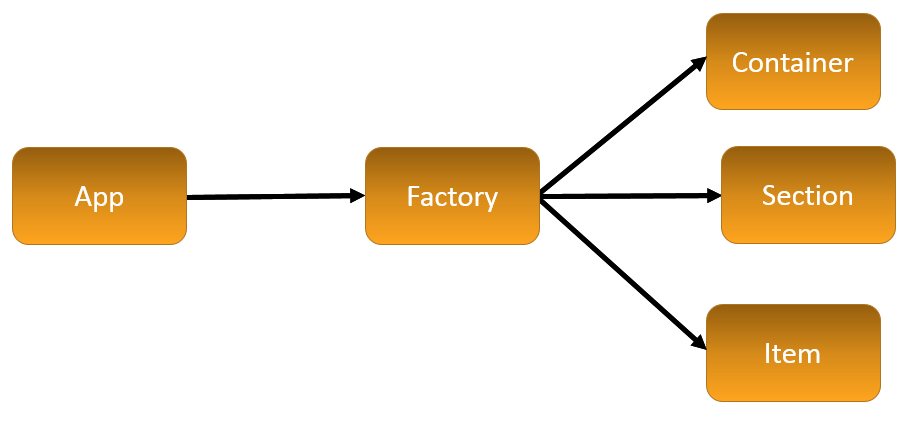 App
Factory
Container
Section
Item